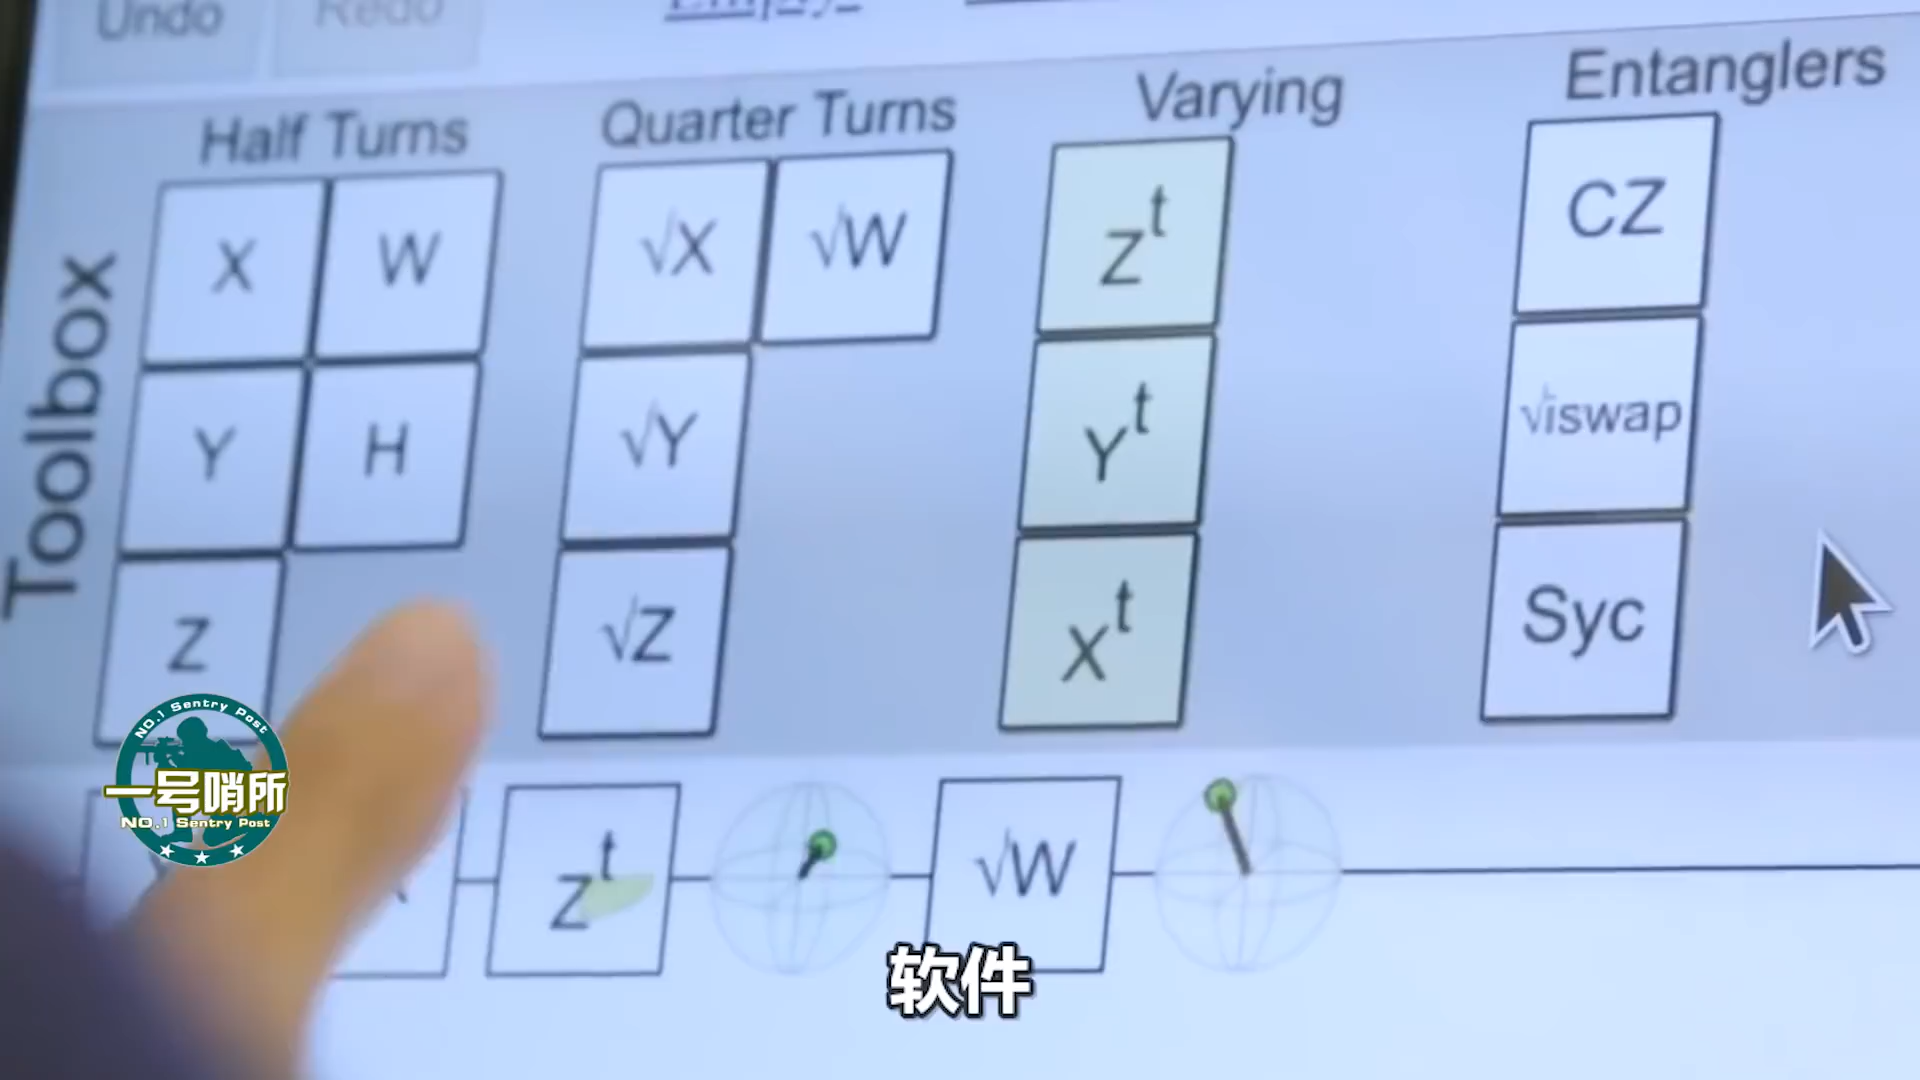 Undo
Redo
Empty
Half Turns
Quarter Turns
Varying
Entanglers
Toolbox
X
W
√X
√W
Z^t
CZ
Y
H
√Y
Y^t
√iswap
Z
√Z
X^t
Syc
NO.1 Sentry Post
一号哨所
NO.1 Sentry Post
Z^t
√W
软件